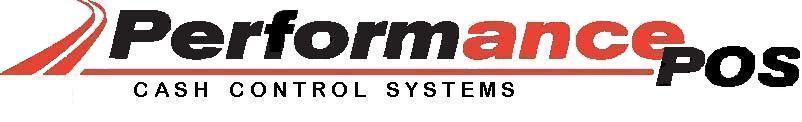 Performance
POS
CASH CONTROL SYSTEMS